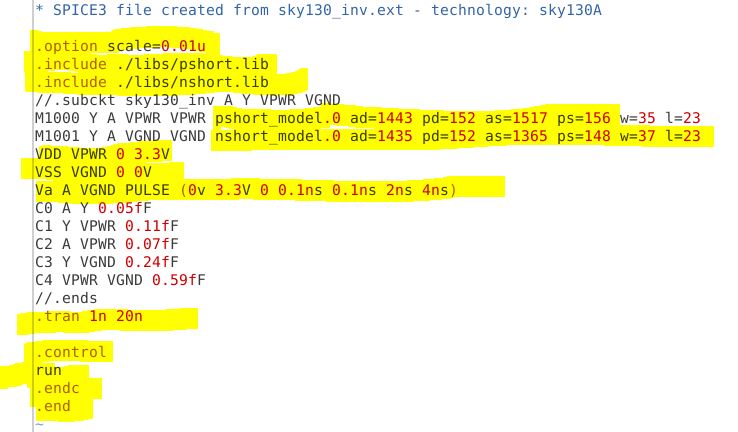 * SPICE3 file created from sky130_inv.ext - technology: sky130A
.option scale=0.01u
.include ./libs/pshort.lib
.include ./libs/nshort.lib
//.subckt sky130_inv A Y VPWR VGND
M1000 Y A VPWR VPWR pshort_model.0 ad=1443 pd=152 as=1517 ps=156 w=35 l=23
M1001 Y A VGND VGND nshort_model.0 ad=1435 pd=152 as=1365 ps=148 w=37 l=23
VDD VPWR 0 3.3V
VSS VGND 0 0V
Va A VGND PULSE (0v 3.3V 0 0.1ns 0.1ns 2ns 4ns)
C0 A Y 0.05fF
C1 Y VPWR 0.11fF
C2 A VPWR 0.07fF
C3 Y VGND 0.24fF
C4 VPWR VGND 0.59fF
//.ends
.tran 1n 20n
.control
run
.endc
.end
~